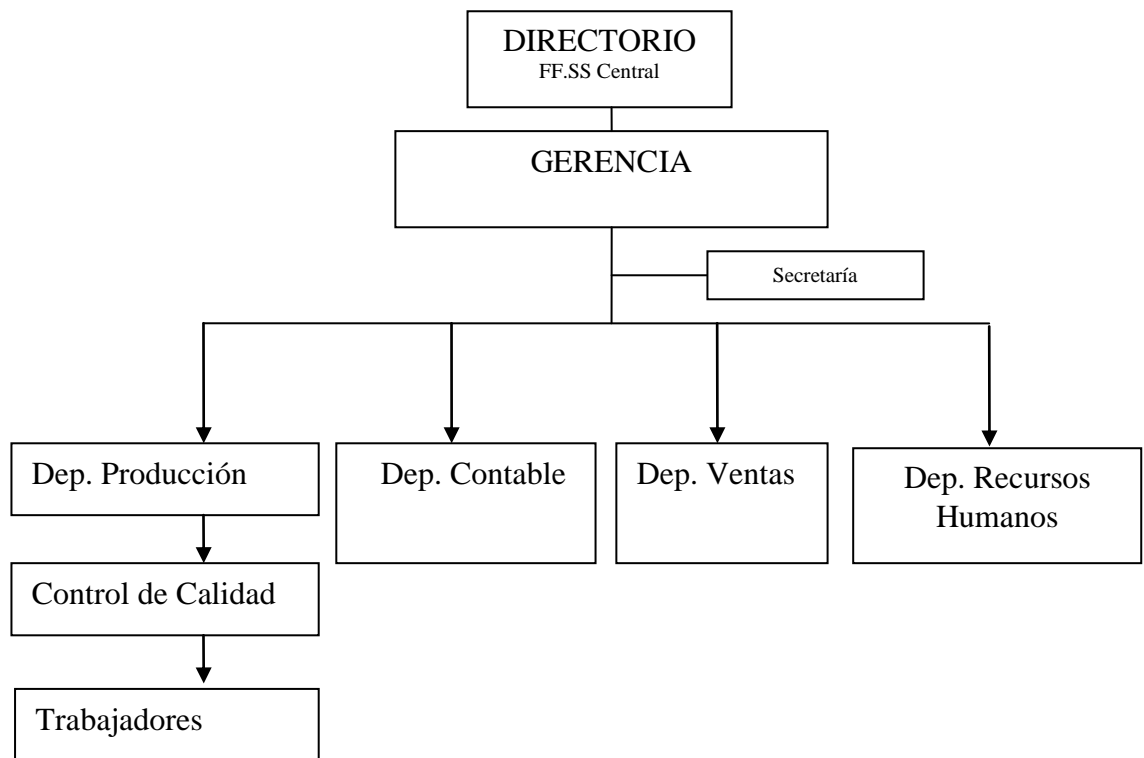 DIRECTORIO
FF.SS Central
GERENCIA
Secretaría
Dep. Producción
Dep. Contable
Dep. Ventas
Dep. Recursos
Humanos
Control de Calidad
Trabajadores